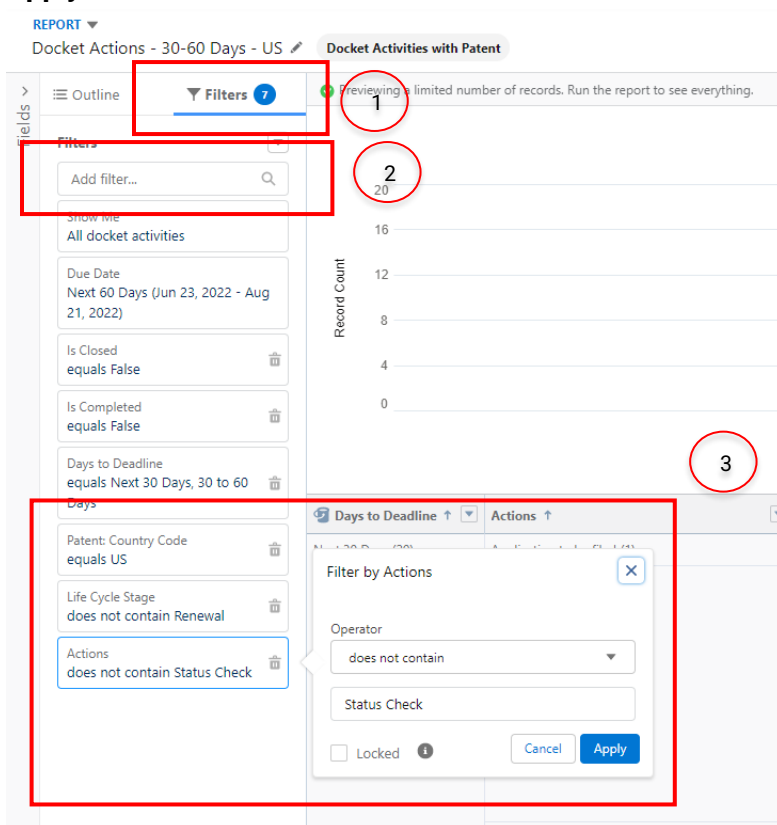 REPORT
Docket Actions - 30-60 Days - US
Docket Activities with Patent
Fields
Outline
Filters 7
Previewing a limited number of records. Run the report to see everything.
1
Filters
Add filter...
2
Show Me
All docket activities
Due Date
Next 60 Days (Jun 23, 2022 - Aug
21, 2022)
Is Closed
equals False
Is Completed
equals False
Days to Deadline
equals Next 30 Days, 30 to 60
Days
Patent: Country Code
equals US
Life Cycle Stage
does not contain Renewal
Actions
does not contain Status Check
Record Count
20
16
12
8
4
0
3
Days to Deadline ↑
Actions ↑
Filter by Actions
Operator
does not contain
Status Check
Locked
Cancel
Apply